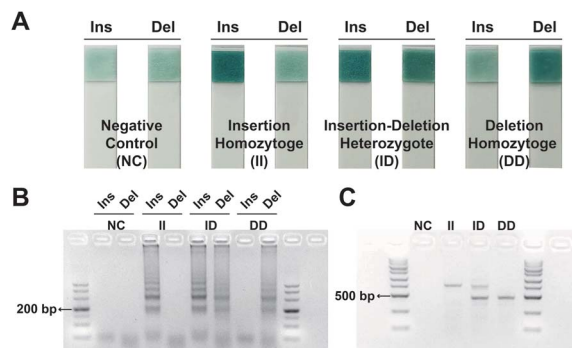 A
Ins Del Ins Del Ins Del Ins Del
Negative
Control
(NC)
Insertion
Homozytoge
(II)
Insertion-Deletion
Heterozygote
(ID)
Deletion
Homozytoge
(DD)
B
Ins Del Ins Del Ins Del Ins Del
NC II ID DD
200 bp
C
NC II ID DD
500 bp